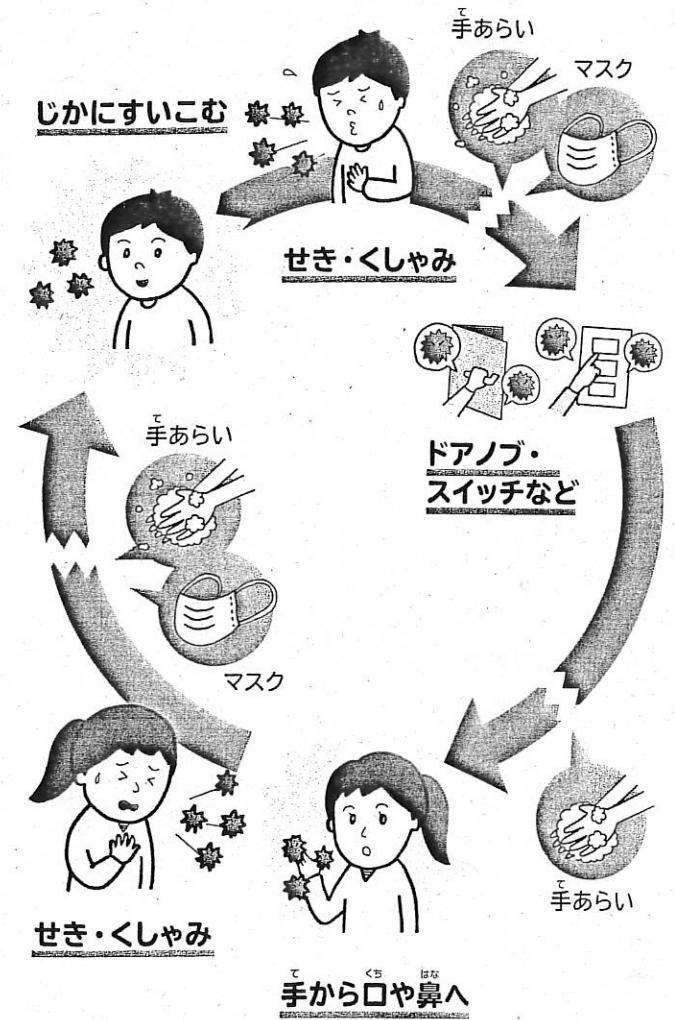 手あらい
マスク
じかにすいこむ
せき・くしゃみ
ドアノブ・
スイッチなど
手あらい
マスク
手あらい
せき・くしゃみ
手から口や鼻へ